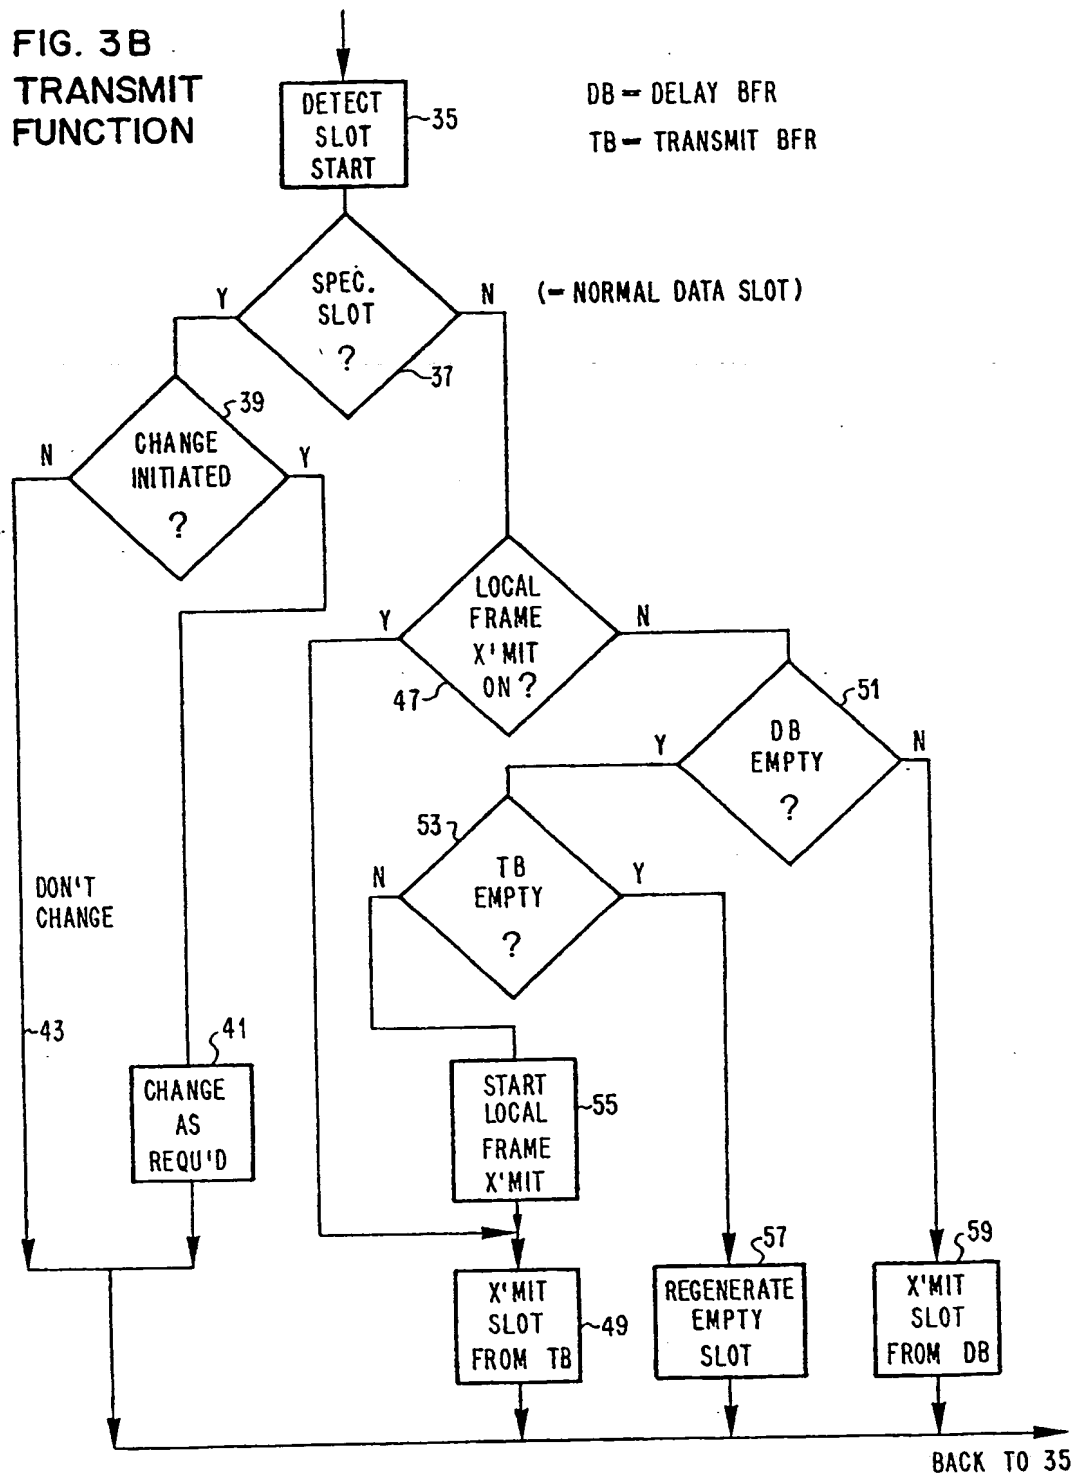 FIG. 3B
TRANSMIT
FUNCTION
DETECT
SLOT
START
35
DB = DELAY BFR
TB = TRANSMIT BFR
SPEC.
SLOT
?
37
Y
N
(= NORMAL DATA SLOT)
CHANGE
INITIATED
?
39
N
Y
LOCAL
FRAME
X'MIT
ON?
47
Y
N
DB
EMPTY
?
51
Y
N
TB
EMPTY
?
53
N
Y
DON'T
CHANGE
43
CHANGE
AS
REQU'D
41
START
LOCAL
FRAME
X'MIT
55
X'MIT
SLOT
FROM TB
49
REGENERATE
EMPTY
SLOT
57
X'MIT
SLOT
FROM DB
59
BACK TO 35